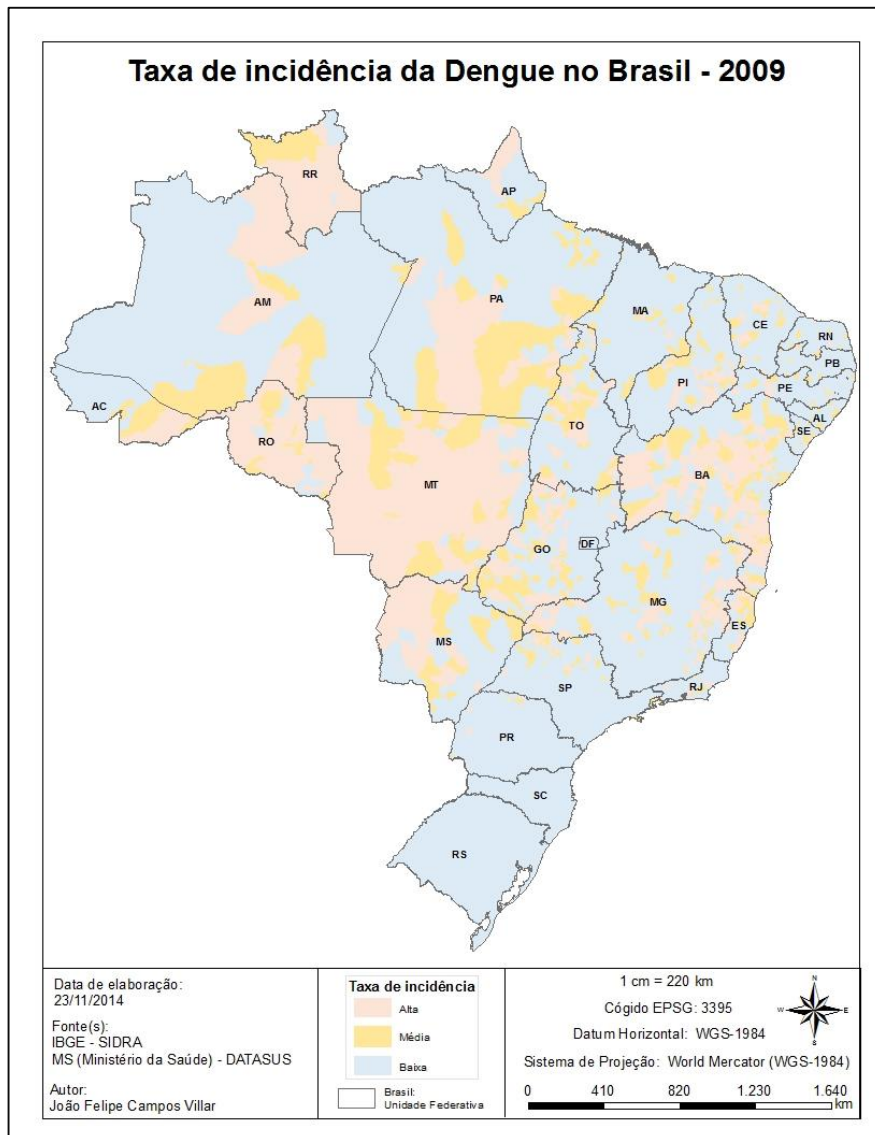 Taxa de incidência da Dengue no Brasil - 2009
RR
AP
AM
PA
MA
CE
RN
PB
PI
PE
AC
AL
SE
TO
RO
BA
MT
GO
DF
MG
ES
MS
SP
RJ
PR
SC
RS
Data de elaboração:
23/11/2014
Fonte(s):
IBGE - SIDRA
MS (Ministério da Saúde) - DATASUS
Autor:
João Felipe Campos Villar
Taxa de incidência
Alta
Média
Baixa
Brasil:
Unidade Federativa
1 cm = 220 km
Cógido EPSG: 3395
Datum Horizontal: WGS-1984
Sistema de Projeção: World Mercator (WGS-1984)
N
W
E
S
0 410 820 1.230 1.640
km